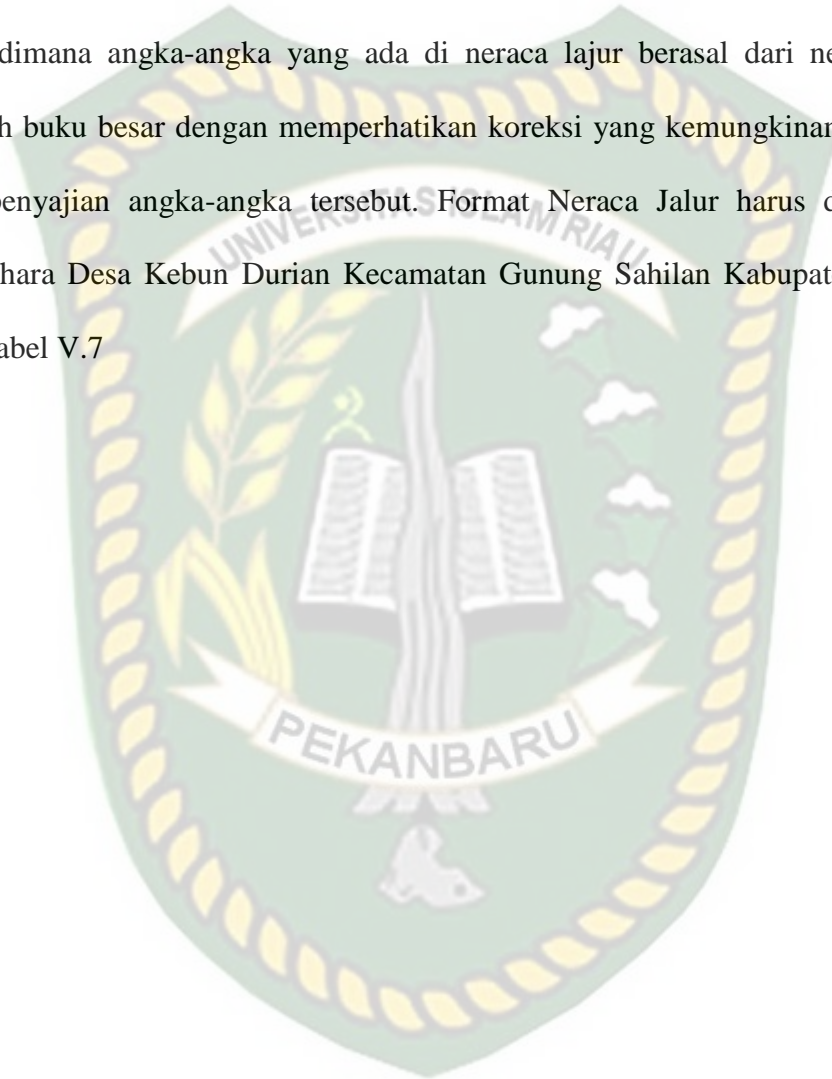 dimana angka-angka yang ada di neraca lajur berasal dari ne
h buku besar dengan memperhatikan koreksi yang kemungkinan
penyajian angka-angka tersebut. Format Neraca Jalur harus d
hara Desa Kebun Durian Kecamatan Gunung Sahilan Kabupat
abel V.7
UNIVERSITAS ISLAM RIAU
PEKANBARU